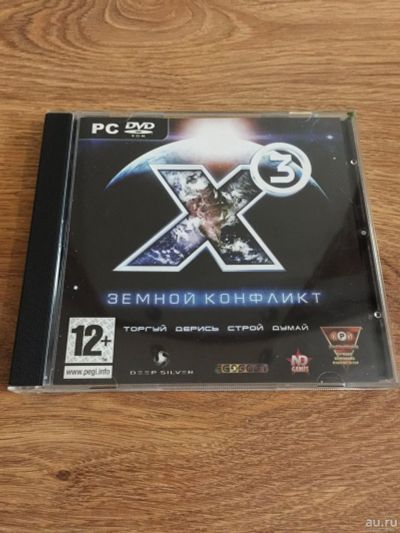 PC DVD
ROM
X3
ЗЕМНОЙ КОНФЛИКТ
ТОРГУЙ ДЕРИСЬ СТРОЙ ДУМАЙ
12+
www.pegi.info
DEEP SILVER
EGOSOFT
ND GAMES
au.ru